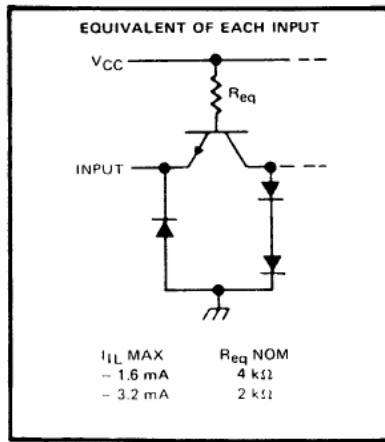 EQUIVALENT OF EACH INPUT
VCC
Req
INPUT
IIL MAX Req NOM
– 1.6 mA 4 kΩ
– 3.2 mA 2 kΩ